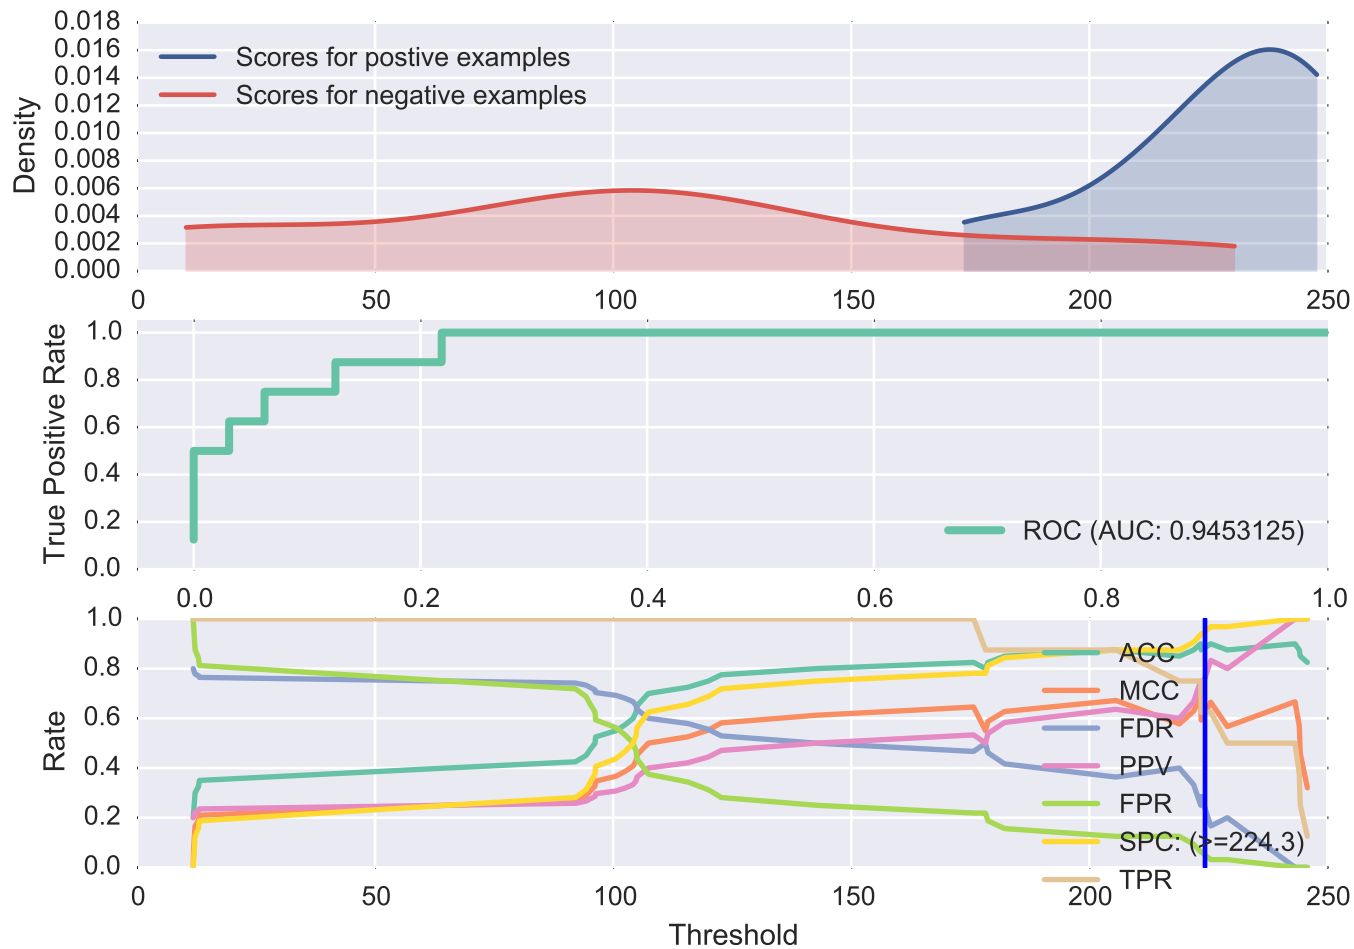 0.018
0.016
0.014
0.012
0.010
0.008
0.006
0.004
0.002
0.000
Density
Scores for postive examples
Scores for negative examples
0 50 100 150 200 250
1.0
0.8
0.6
0.4
0.2
0.0
True Positive Rate
ROC (AUC: 0.9453125)
0.0 0.2 0.4 0.6 0.8 1.0
1.0
0.8
0.6
0.4
0.2
0.0
Rate
ACC
MCC
FDR
PPV
FPR
SPC: (>=224.3)
TPR
0 50 100 150 200 250
Threshold